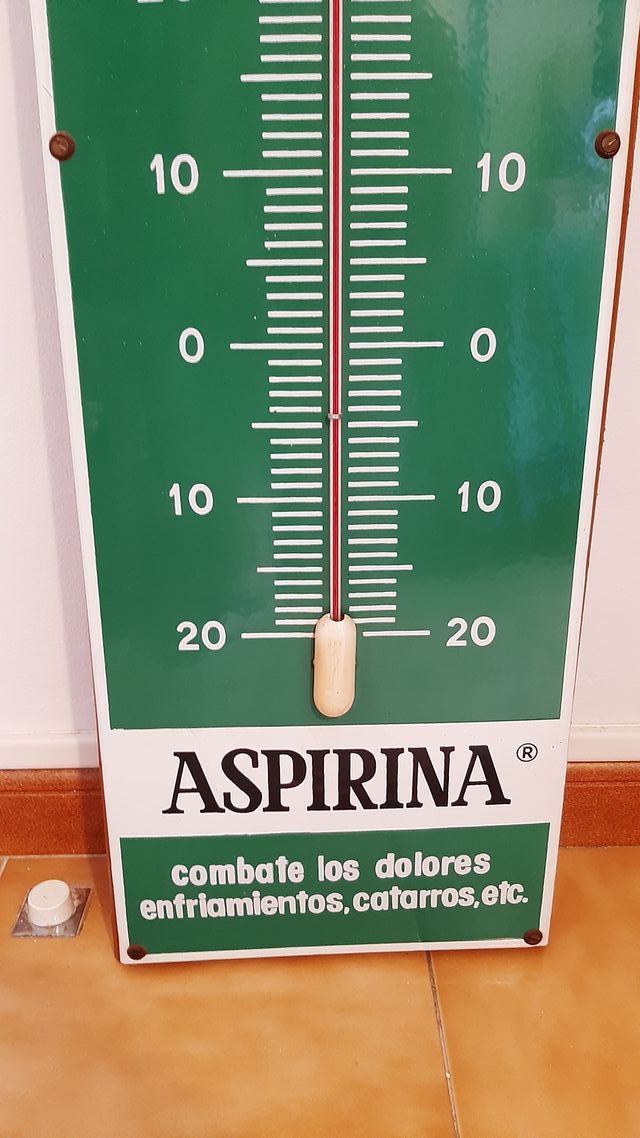 10 10
0 0
10 10
20 20
ASPIRINA ®
combate los dolores
enfriamientos, catarros, etc.